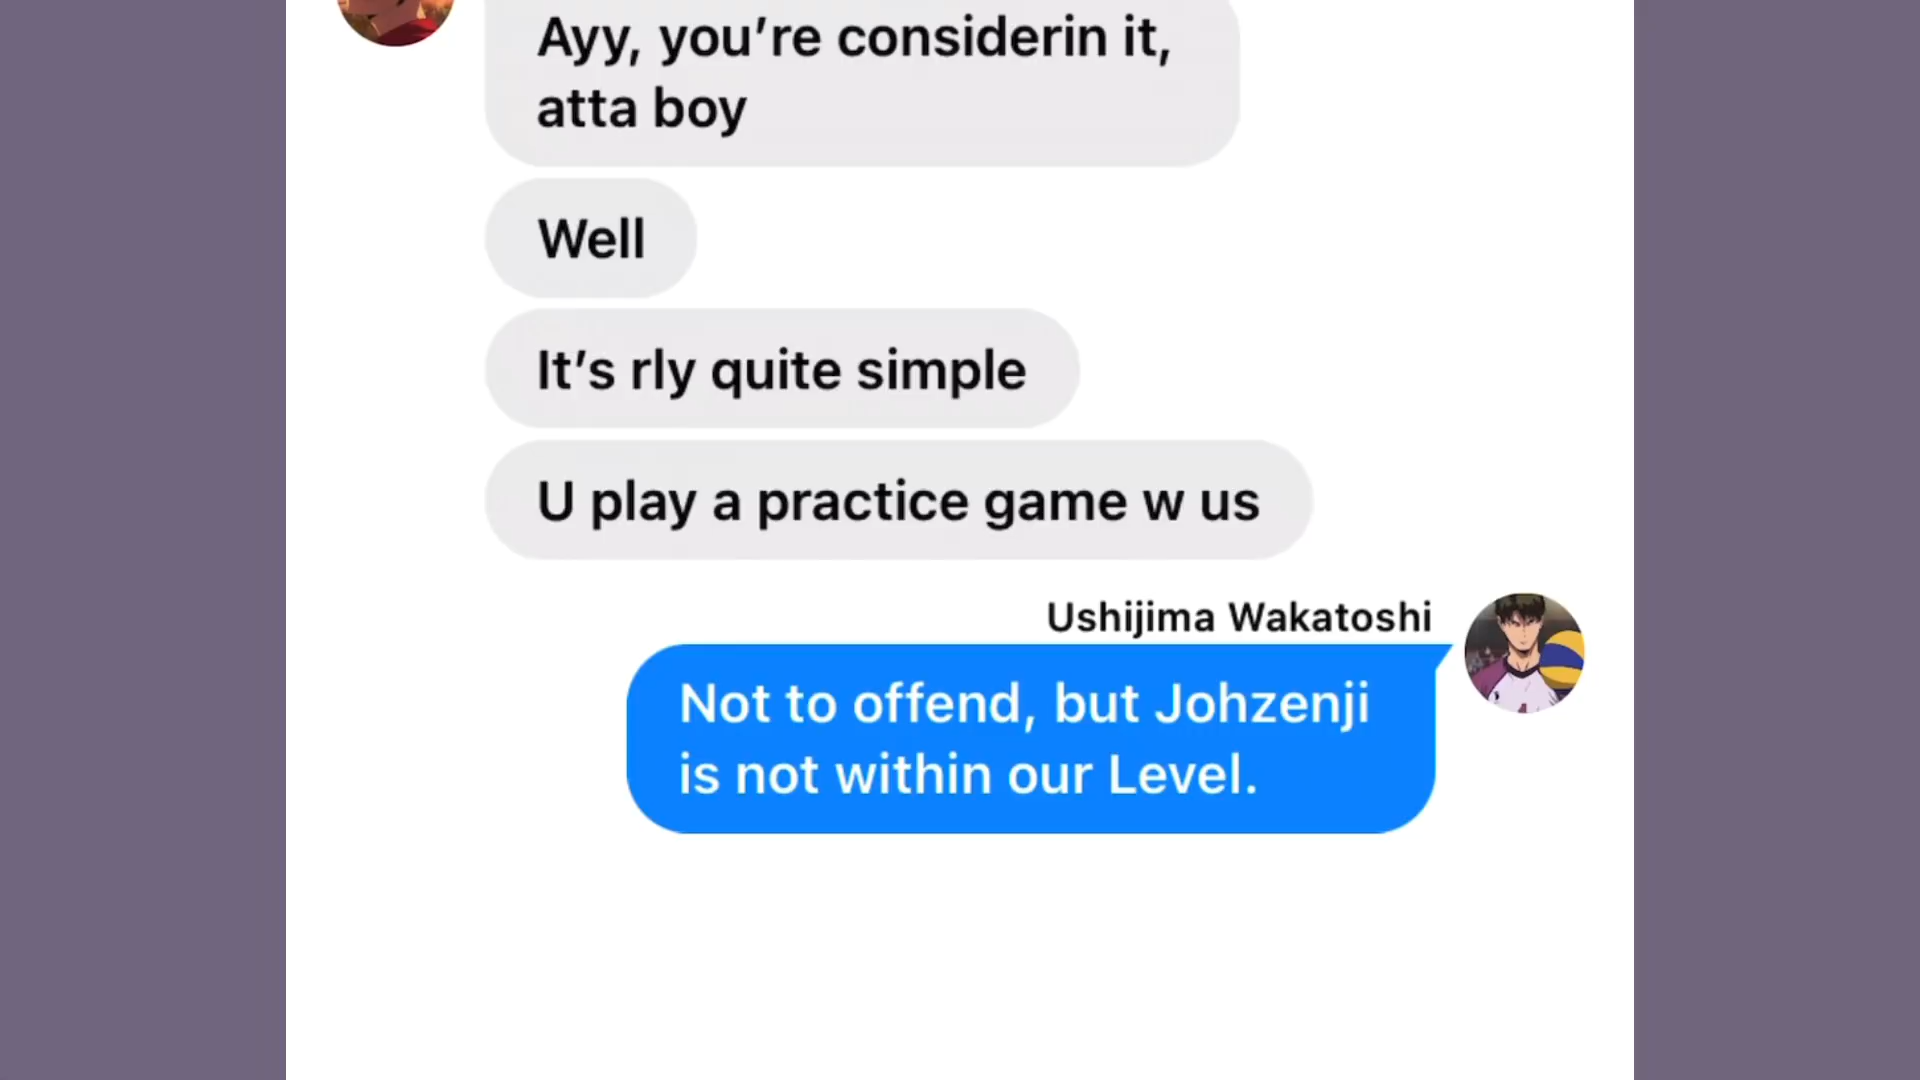 Ayy, you’re considerin it,
atta boy
Well
It’s rly quite simple
U play a practice game w us
Ushijima Wakatoshi
Not to offend, but Johzenji
is not within our Level.